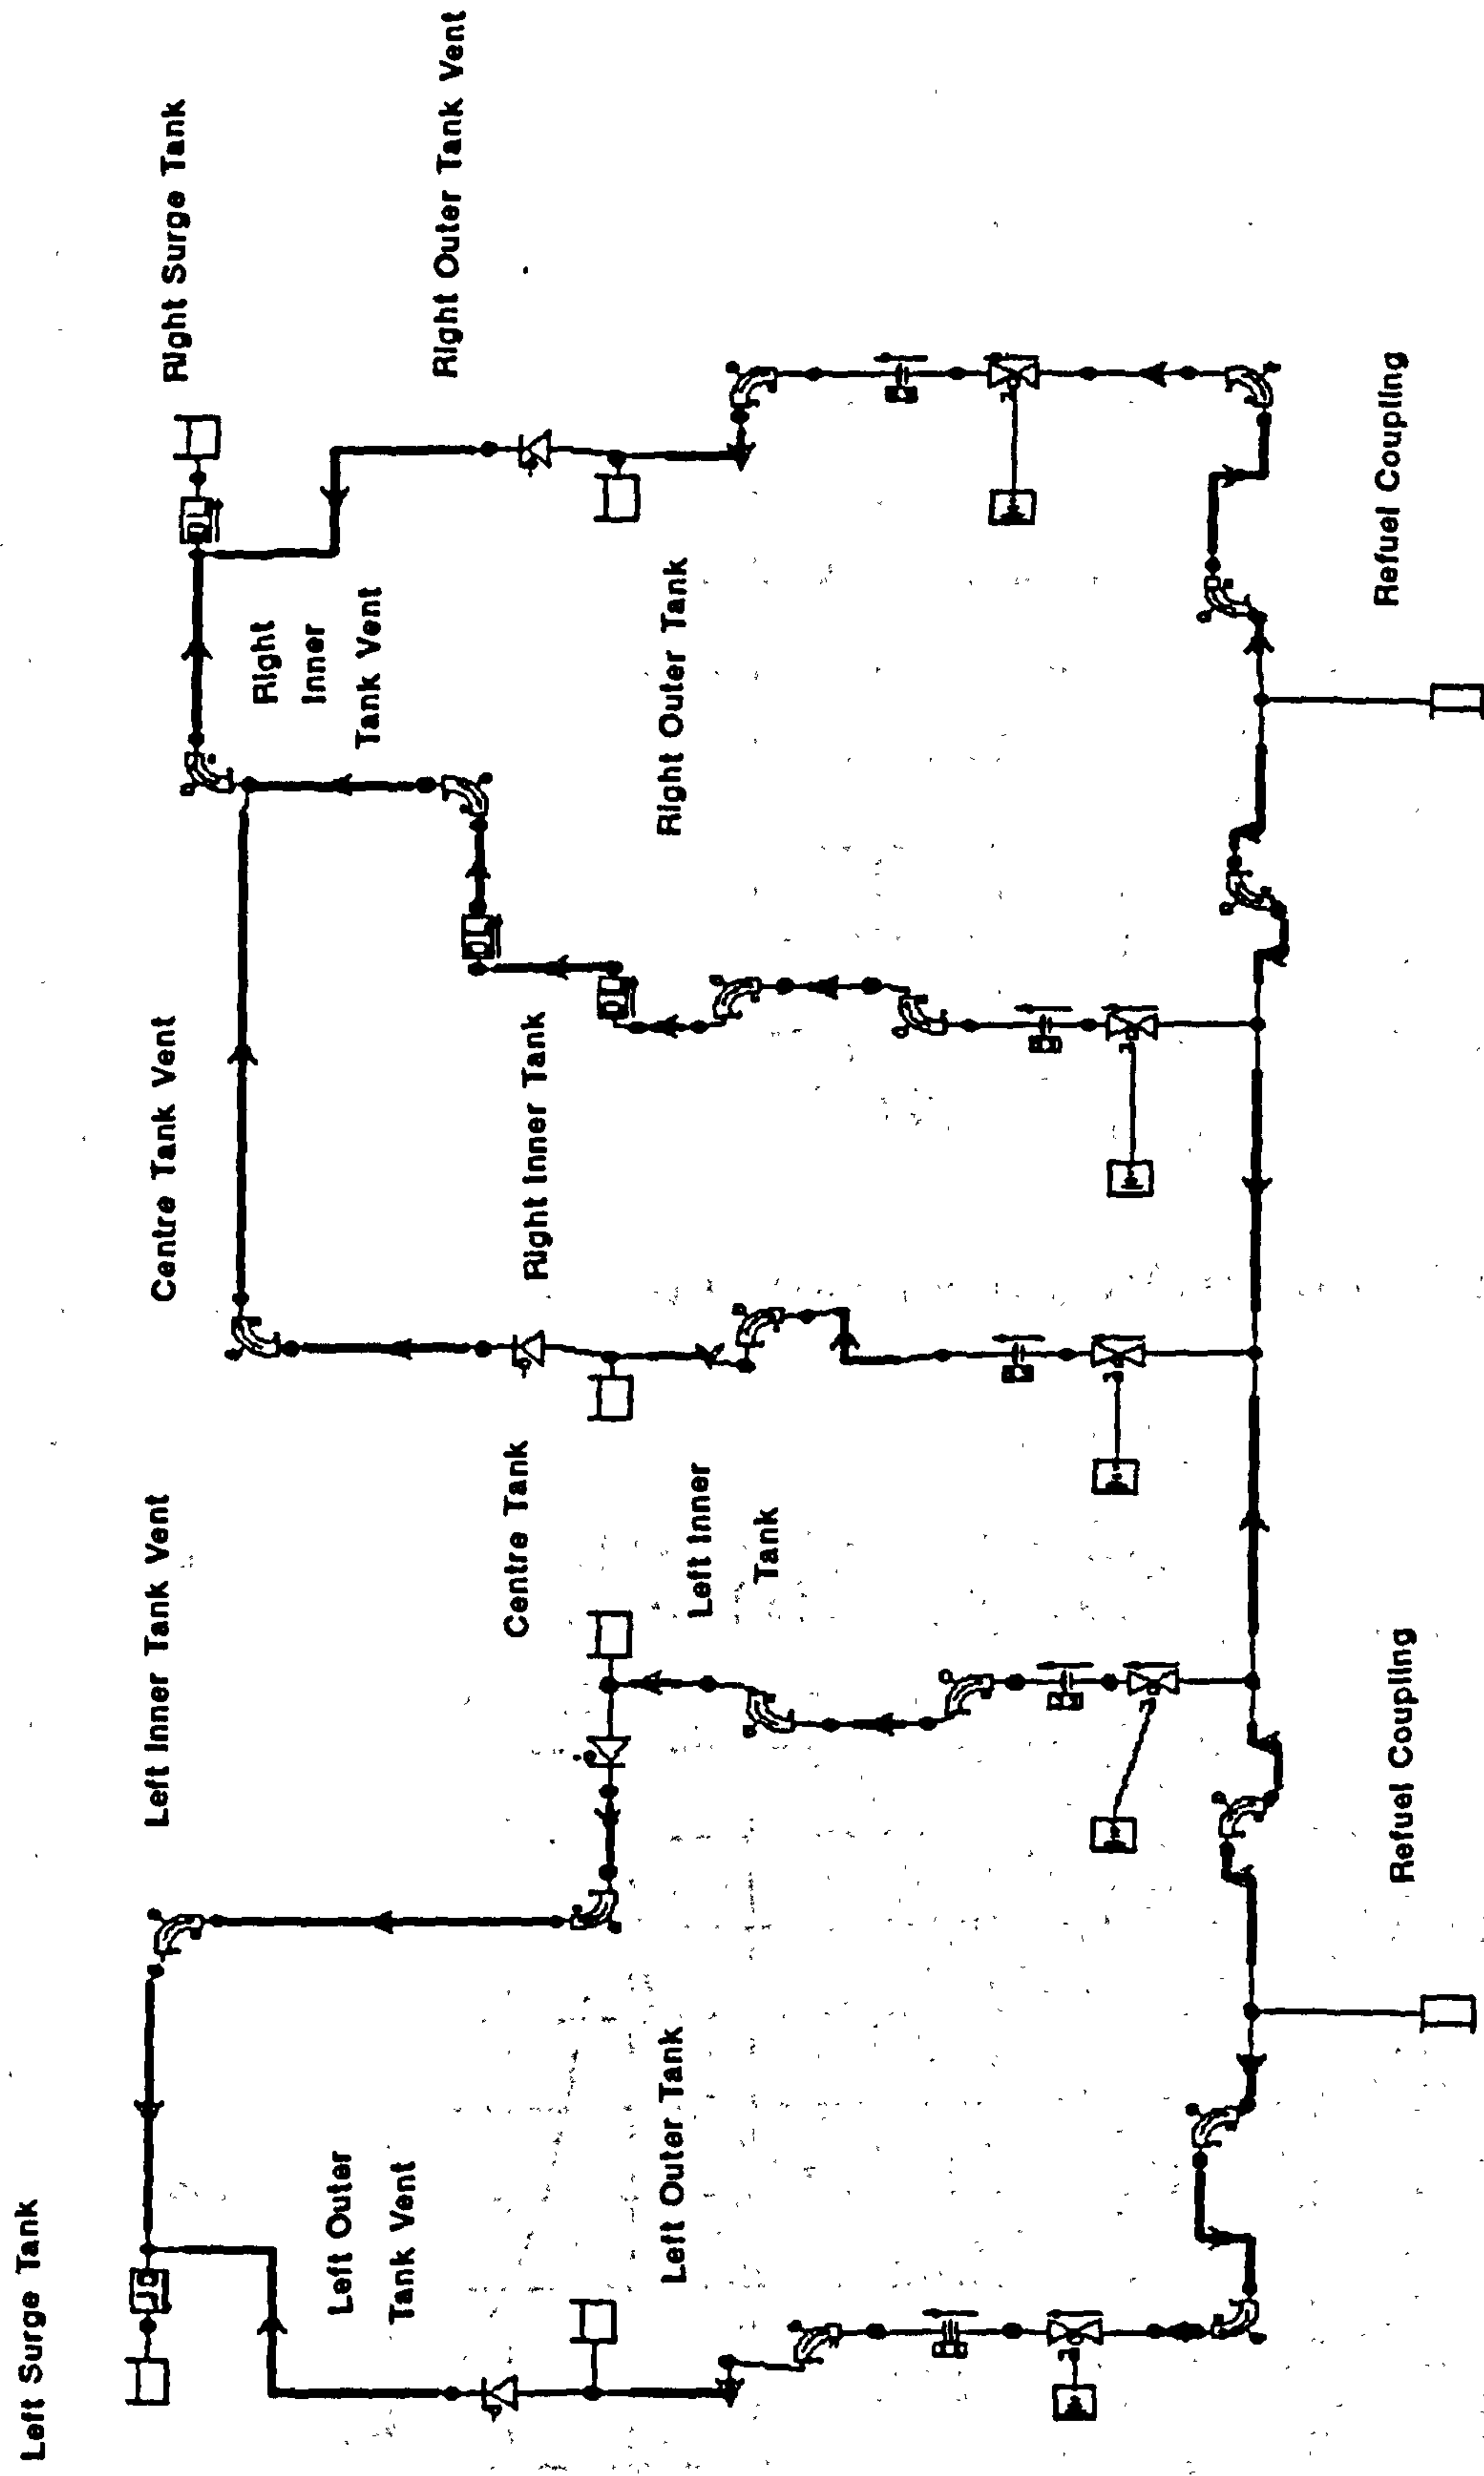 Left Surge Tank
Left Inner Tank Vent
Centre Tank Vent
Right Surge Tank
Left Outer
Tank Vent
Right
Inner
Tank Vent
Right Outer Tank Vent
Centre Tank
Right Inner Tank
Left Outer Tank
Left Inner
Tank
Right Outer Tank
Refuel Coupling
Refuel Coupling